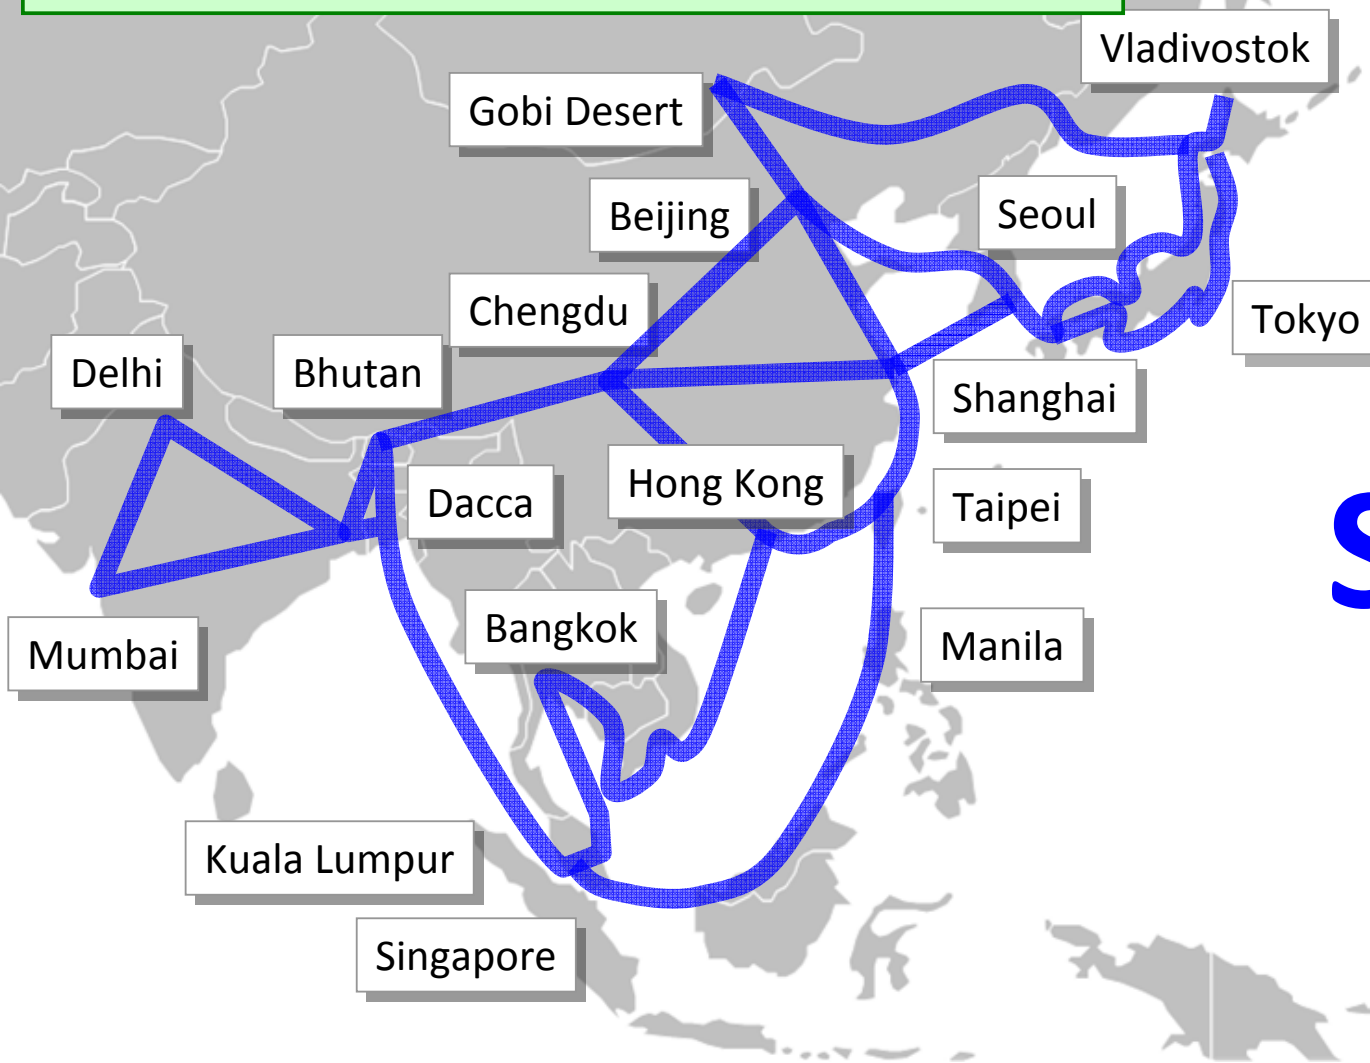 Vladivostok
Gobi Desert
Beijing
Seoul
Chengdu
Tokyo
Delhi
Bhutan
Shanghai
Hong Kong
Dacca
Taipei
S
Bangkok
Manila
Mumbai
Kuala Lumpur
Singapore